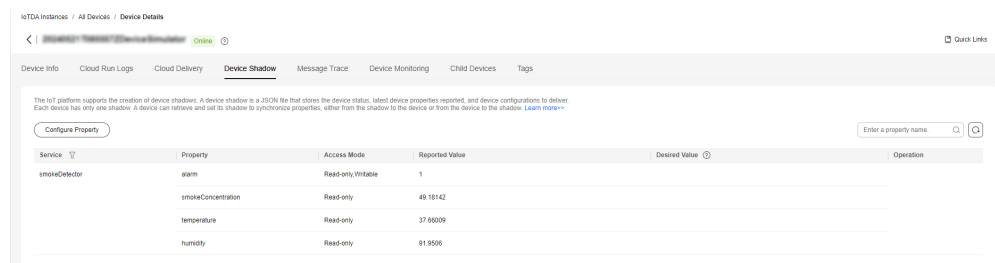 IoTDA Instances / All Devices / Device Details
Online
Quick Links
Device Info Cloud Run Logs Cloud Delivery Device Shadow Message Trace Device Monitoring Child Devices Tags
The IoT platform supports the creation of device shadows. A device shadow is a JSON file that stores the device status, latest device properties reported, and device configurations to deliver.
Each device has only one shadow. A device can retrieve and set its shadow to synchronize properties, either from the shadow to the device or from the device to the shadow. Learn more>>
Configure Property
Enter a property name.
Service Property Access Mode Reported Value Desired Value Operation
smokeDetector alarm Read-only,Writable 1
smokeConcentration Read-only 49.18142
temperature Read-only 37.66009
humidity Read-only 91.9506